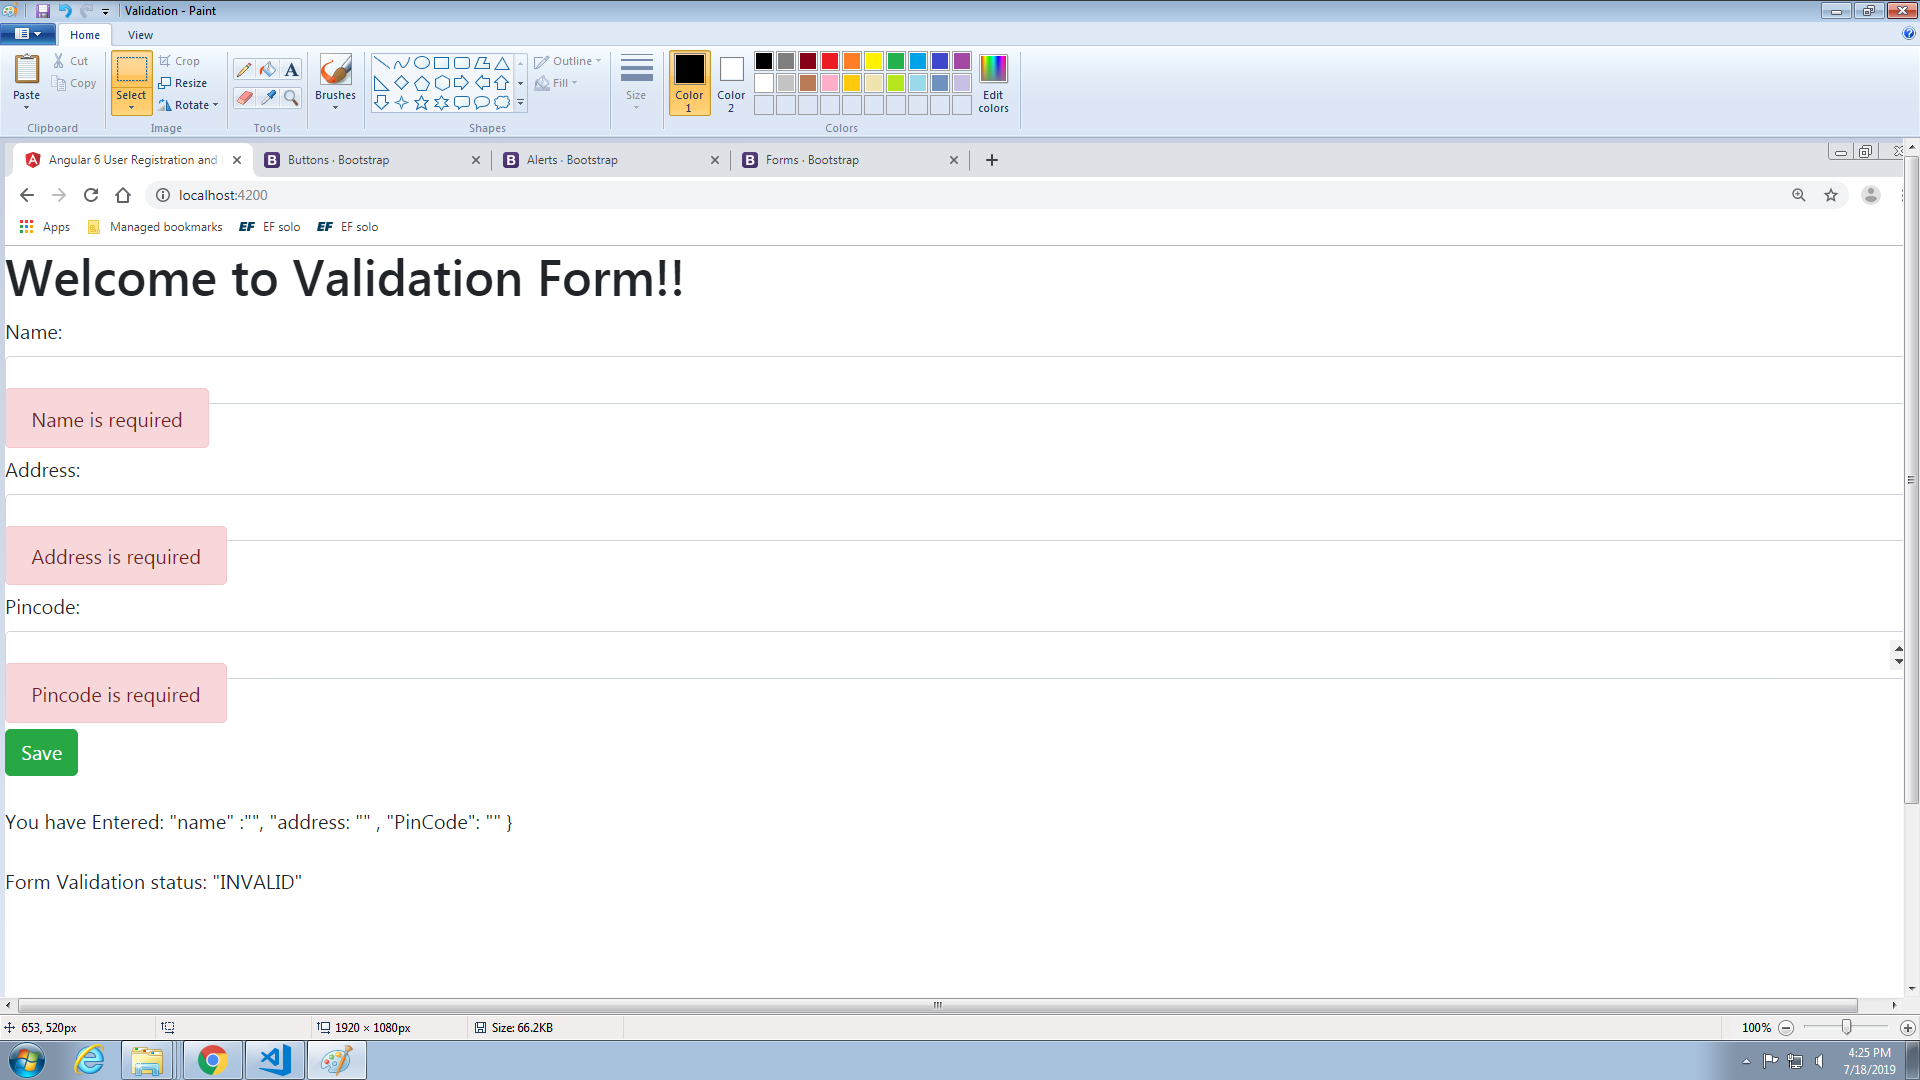 Validation - Paint
Home View
Paste
Cut
Copy
Clipboard
Select
Crop
Resize
Rotate
Image
A
Tools
Brushes
Shapes
Outline
Fill
Size
Color 1
Color 2
Edit colors
Colors
Angular 6 User Registration and
B Buttons · Bootstrap
B Alerts · Bootstrap
B Forms · Bootstrap
localhost:4200
Apps Managed bookmarks EF EF solo EF EF solo
Welcome to Validation Form!!
Name:
Name is required
Address:
Address is required
Pincode:
Pincode is required
Save
You have Entered: "name" :"", "address: "" , "PinCode": "" }
Form Validation status: "INVALID"
653, 520px 1920 × 1080px Size: 66.2KB 100%
4:25 PM
7/18/2019